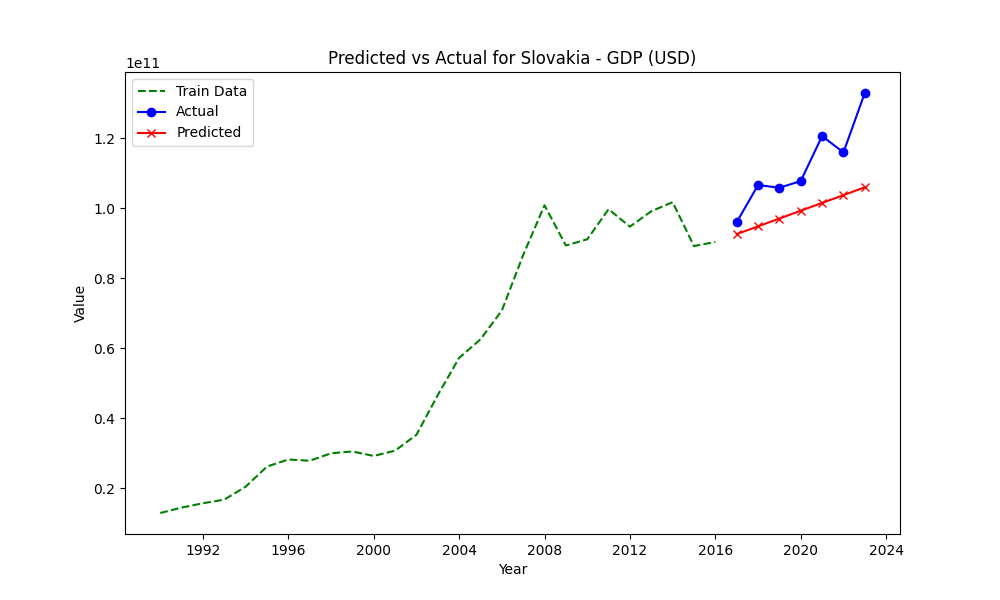 Predicted vs Actual for Slovakia - GDP (USD)
1e11
Train Data
Actual
Predicted
1.2
1.0
0.8
0.6
0.4
0.2
Value
1992 1996 2000 2004 2008 2012 2016 2020 2024
Year